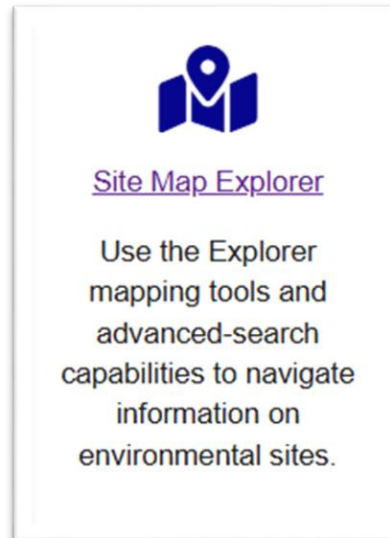 Site Map Explorer
Use the Explorer
mapping tools and
advanced-search
capabilities to navigate
information on
environmental sites.